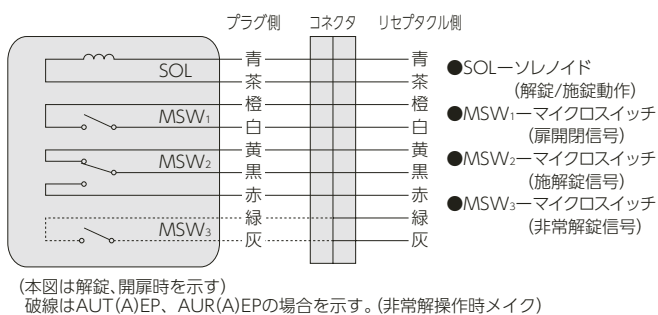 プラグ側 コネクタ リセプタクル側
SOL
MSW₁
MSW₂
MSW₃
青
茶
橙
白
黄
黒
赤
緑
灰
青
茶
橙
白
黄
黒
赤
緑
灰
●SOLーソレノイド
(解錠/施錠動作)
●MSW₁ーマイクロスイッチ
(扉開閉信号)
●MSW₂ーマイクロスイッチ
(施解錠信号)
●MSW₃ーマイクロスイッチ
(非常解錠信号)
(本図は解錠、開扉時を示す)
破線はAUT(A)EP、AUR(A)EPの場合を示す。(非常解操作時メイク)